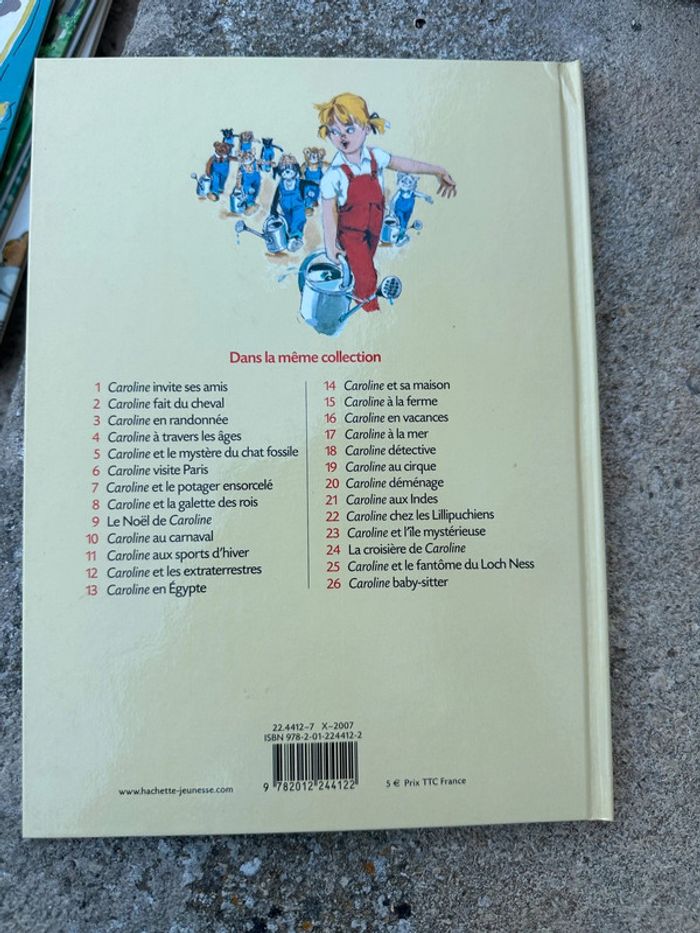 Dans la même collection
1 Caroline invite ses amis
2 Caroline fait du cheval
3 Caroline en randonnée
4 Caroline à travers les âges
5 Caroline et le mystère du chat fossile
6 Caroline visite Paris
7 Caroline et le potager ensorcelé
8 Caroline et la galette des rois
9 Le Noël de Caroline
10 Caroline au carnaval
11 Caroline aux sports d'hiver
12 Caroline et les extraterrestres
13 Caroline en Égypte
14 Caroline et sa maison
15 Caroline à la ferme
16 Caroline en vacances
17 Caroline à la mer
18 Caroline détective
19 Caroline au cirque
20 Caroline déménage
21 Caroline aux Indes
22 Caroline chez les Lillipuchiens
23 Caroline et l'île mystérieuse
24 La croisière de Caroline
25 Caroline et le fantôme du Loch Ness
26 Caroline baby-sitter
22.4412-7 X-2007
ISBN 978-2-01-224412-2
9 782012 244122
www.hachette-jeunesse.com
5 € Prix TTC France